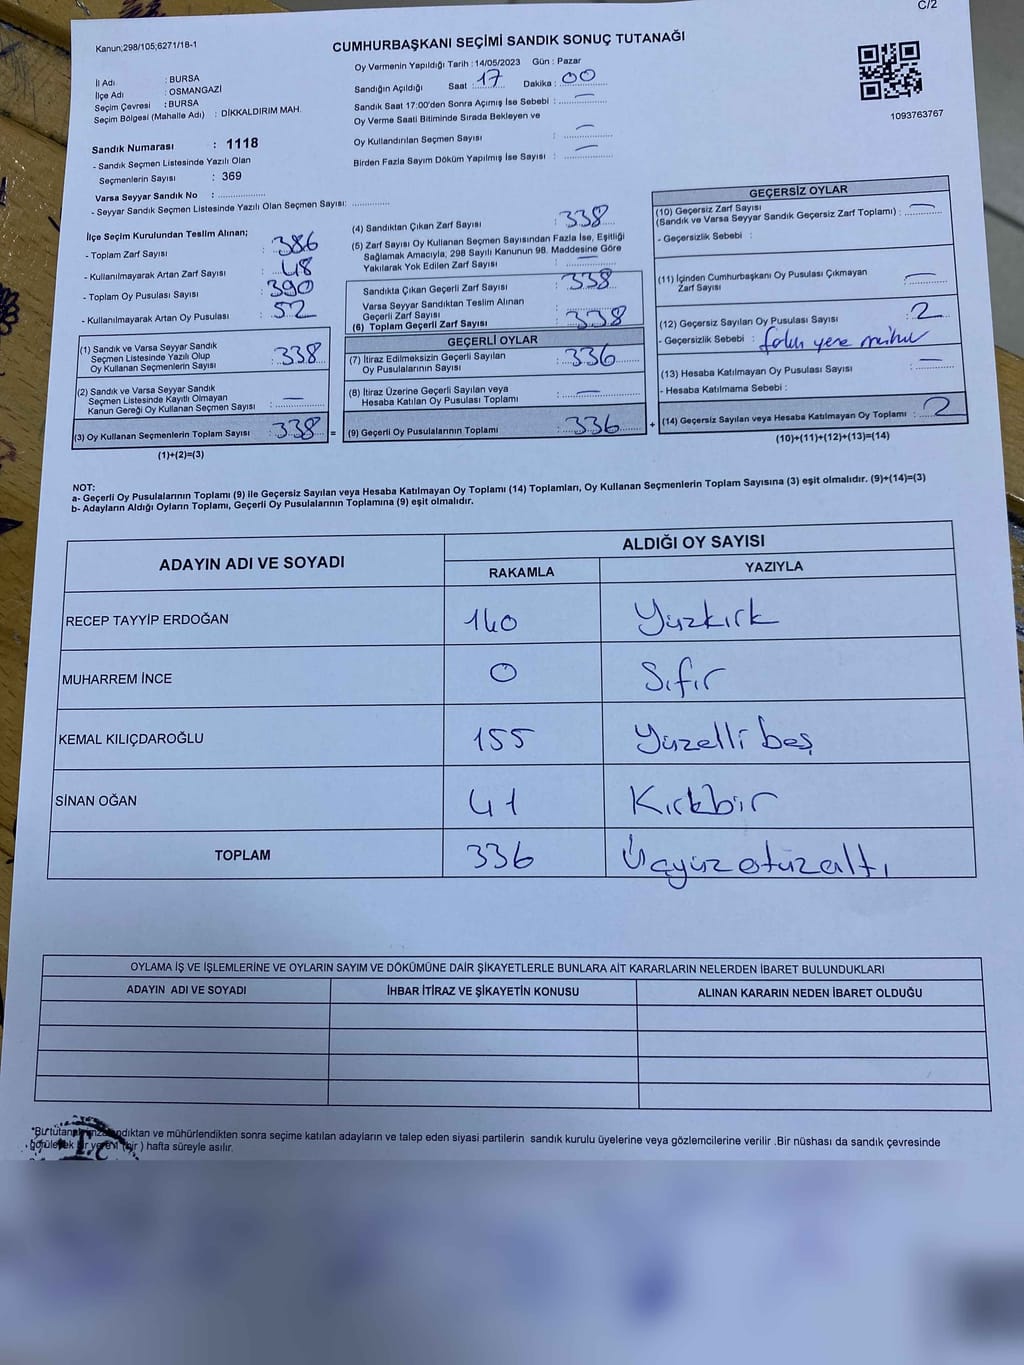 C/2
Kanun;298/105;6271/18-1
CUMHURBAŞKANI SEÇİMİ SANDIK SONUÇ TUTANAĞI
Oy Vermenin Yapıldığı Tarih : 14/05/2023 Gün : Pazar
İl Adı : BURSA
İlçe Adı : OSMANGAZİ
Seçim Çevresi : BURSA
Seçim Bölgesi (Mahalle Adı) : DİKKALDIRIM MAH.
Sandığın Açıldığı Saat : 17 Dakika : 00
Sandık Saat 17:00'den Sonra Açımış İse Sebebi : —
Oy Verme Saati Bitiminde Sırada Bekleyen ve
Oy Kullandırılan Seçmen Sayısı : —
Birden Fazla Sayım Döküm Yapılmış İse Sayısı : —
1093763767
Sandık Numarası : 1118
- Sandık Seçmen Listesinde Yazılı Olan
Seçmenlerin Sayısı : 369
Varsa Seyyar Sandık No : ................
- Seyyar Sandık Seçmen Listesinde Yazılı Olan Seçmen Sayısı: .............
İlçe Seçim Kurulundan Teslim Alınan;
- Toplam Zarf Sayısı : 386
- Kullanılmayarak Artan Zarf Sayısı : 48
- Toplam Oy Pusulası Sayısı : 390
- Kullanılmayarak Artan Oy Pusulası : 52
(1) Sandık ve Varsa Seyyar Sandık
Seçmen Listesinde Yazılı Olup
Oy Kullanan Seçmenlerin Sayısı : 338
(2) Sandık ve Varsa Seyyar Sandık
Seçmen Listesinde Kayıtlı Olmayan
Kanun Gereği Oy Kullanan Seçmen Sayısı : —
(3) Oy Kullanan Seçmenlerin Toplam Sayısı : 338 =
(1)+(2)=(3)
(4) Sandıktan Çıkan Zarf Sayısı : 338
(5) Zarf Sayısı Oy Kullanan Seçmen Sayısından Fazla İse, Eşitliği
Sağlamak Amacıyla, 298 Sayılı Kanunun 98. Maddesine Göre
Yakılarak Yok Edilen Zarf Sayısı : —
Sandıkta Çıkan Geçerli Zarf Sayısı : 338
Varsa Seyyar Sandıktan Teslim Alınan
Geçerli Zarf Sayısı
(6) Toplam Geçerli Zarf Sayısı : 338
GEÇERLİ OYLAR
(7) İtiraz Edilmeksizin Geçerli Sayılan
Oy Pusulalarının Sayısı : 336
(8) İtiraz Üzerine Geçerli Sayılan veya
Hesaba Katılan Oy Pusulası Toplamı : —
(9) Geçerli Oy Pusulalarının Toplamı : 336 +
GEÇERSİZ OYLAR
(10) Geçersiz Zarf Sayısı
(Sandık ve Varsa Seyyar Sandık Geçersiz Zarf Toplamı) : —
- Geçersizlik Sebebi :
(11) İçinden Cumhurbaşkanı Oy Pusulası Çıkmayan
Zarf Sayısı : —
(12) Geçersiz Sayılan Oy Pusulası Sayısı : 2
- Geçersizlik Sebebi : yere mühür
(13) Hesaba Katılmayan Oy Pusulası Sayısı : —
- Hesaba Katılmama Sebebi :
(14) Geçersiz Sayılan veya Hesaba Katılmayan Oy Toplamı : 2
(10)+(11)+(12)+(13)=(14)
NOT:
a- Geçerli Oy Pusulalarının Toplamı (9) ile Geçersiz Sayılan veya Hesaba Katılmayan Oy Toplamı (14) Toplamları, Oy Kullanan Seçmenlerin Toplam Sayısına (3) eşit olmalıdır. (9)+(14)=(3)
b- Adayların Aldığı Oyların Toplamı, Geçerli Oy Pusulalarının Toplamına (9) eşit olmalıdır.
ADAYIN ADI VE SOYADI
ALDIĞI OY SAYISI
RAKAMLA YAZIYLA
RECEP TAYYİP ERDOĞAN 140 Yüzkırk
MUHARREM İNCE 0 Sıfır
KEMAL KILIÇDAROĞLU 155 Yüzelli beş
SİNAN OĞAN 41 Kırkbir
TOPLAM 336 Üçyüzotuzaltı
OYLAMA İŞ VE İŞLEMLERİNE VE OYLARIN SAYIM VE DÖKÜMÜNE DAİR ŞİKAYETLERLE BUNLARA AİT KARARLARIN NELERDEN İBARET BULUNDUKLARI
ADAYIN ADI VE SOYADI İHBAR İTİRAZ VE ŞİKAYETİN KONUSU ALINAN KARARIN NEDEN İBARET OLDUĞU
*Bu tutanak ndıktan ve mühürlendikten sonra seçime katılan adayların ve talep eden siyasi partilerin sandık kurulu üyelerine veya gözlemcilerine verilir .Bir nüshası da sandık çevresinde
görülecek bir yere 1 (bir ) hafta süreyle asılır.
T.C